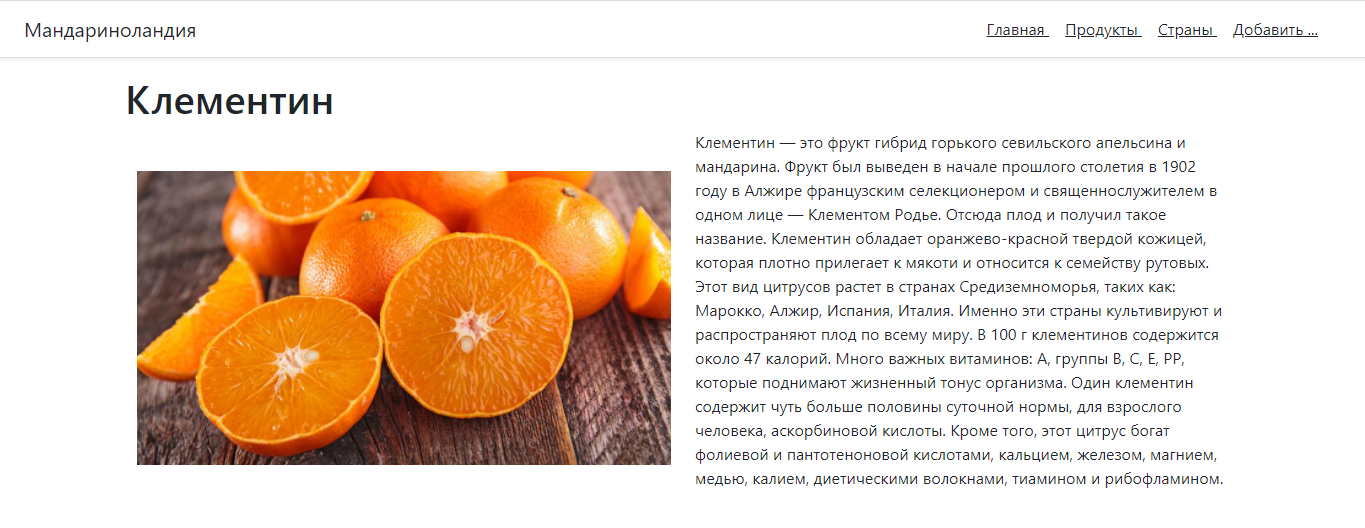 Мандаринoландия
Главная Продукты Страны Добавить ...
Клементин
Клементин — это фрукт гибрид горького севильского апельсина и
мандарина. Фрукт был выведен в начале прошлого столетия в 1902
году в Алжире французским селекционером и священнослужителем в
одном лице — Клементом Родье. Отсюда плод и получил такое
название. Клементин обладает оранжево-красной твердой кожицей,
которая плотно прилегает к мякоти и относится к семейству рутовых.
Этот вид цитрусов растет в странах Средиземноморья, таких как:
Марокко, Алжир, Испания, Италия. Именно эти страны культивируют и
распространяют плод по всему миру. В 100 г клементинов содержится
около 47 калорий. Много важных витаминов: А, группы В, С, Е, РР,
которые поднимают жизненный тонус организма. Один клементин
содержит чуть больше половины суточной нормы, для взрослого
человека, аскорбиновой кислоты. Кроме того, этот цитрус богат
фолиевой и пантотеноновой кислотами, кальцием, железом, магнием,
медью, калием, диетическими волокнами, тиамином и рибофламином.